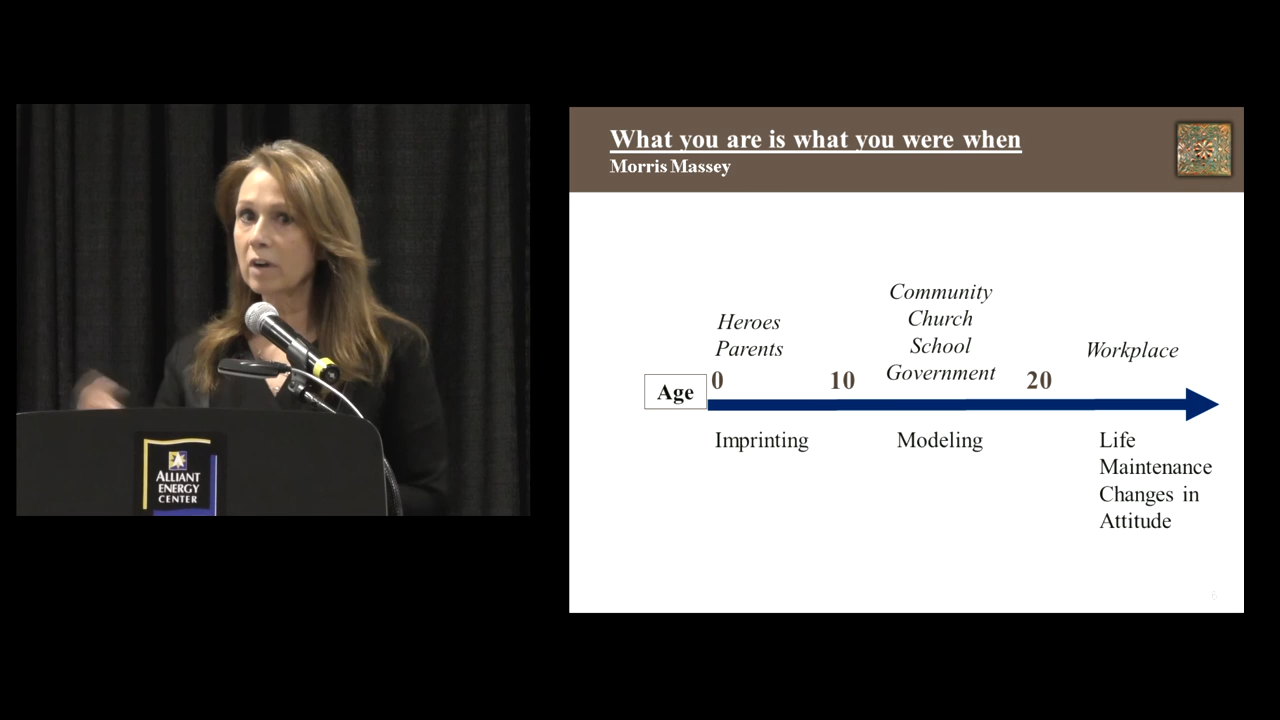 ALLIANT
ENERGY
CENTER
What you are is what you were when
Morris Massey
Heroes
Parents
Community
Church
School
Government
Workplace
Age
0
10
20
Imprinting
Modeling
Life
Maintenance
Changes in
Attitude
6